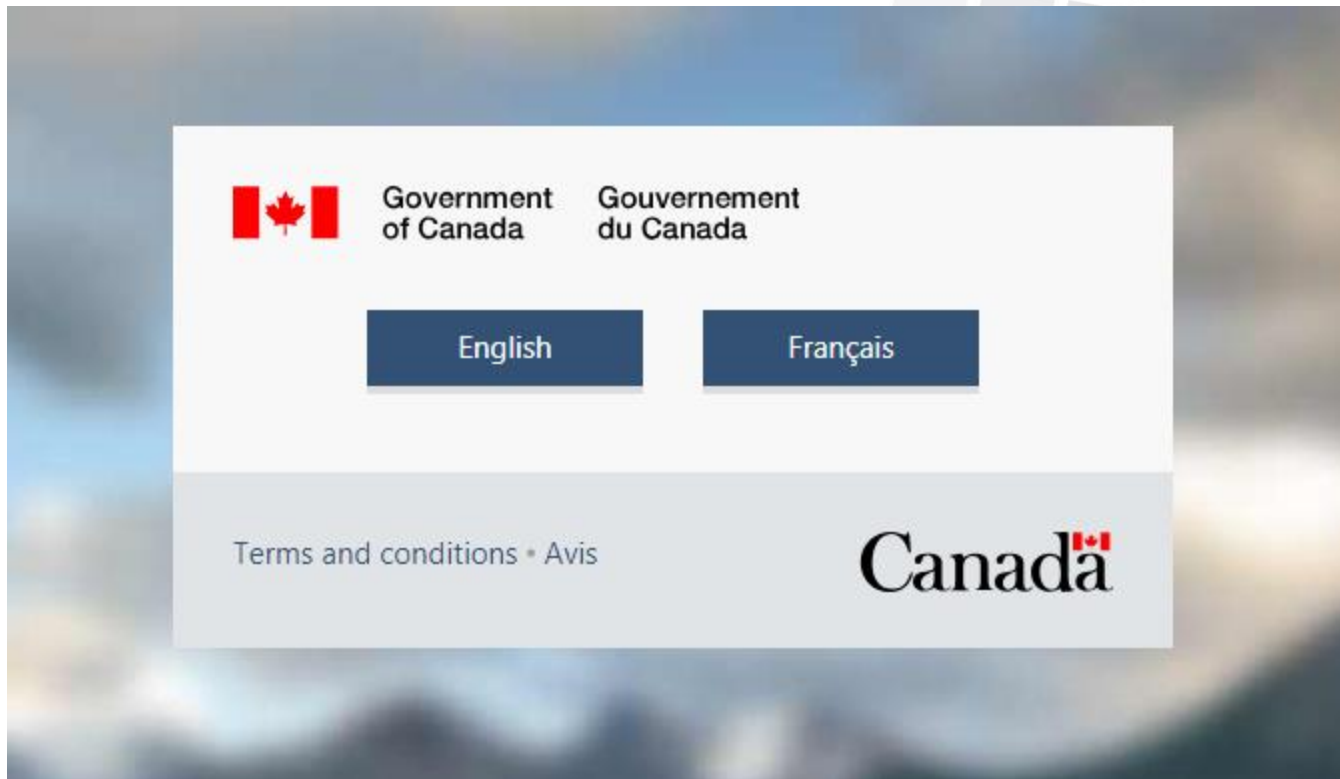 Government of Canada
Gouvernement du Canada
English
Français
Terms and conditions • Avis
Canada